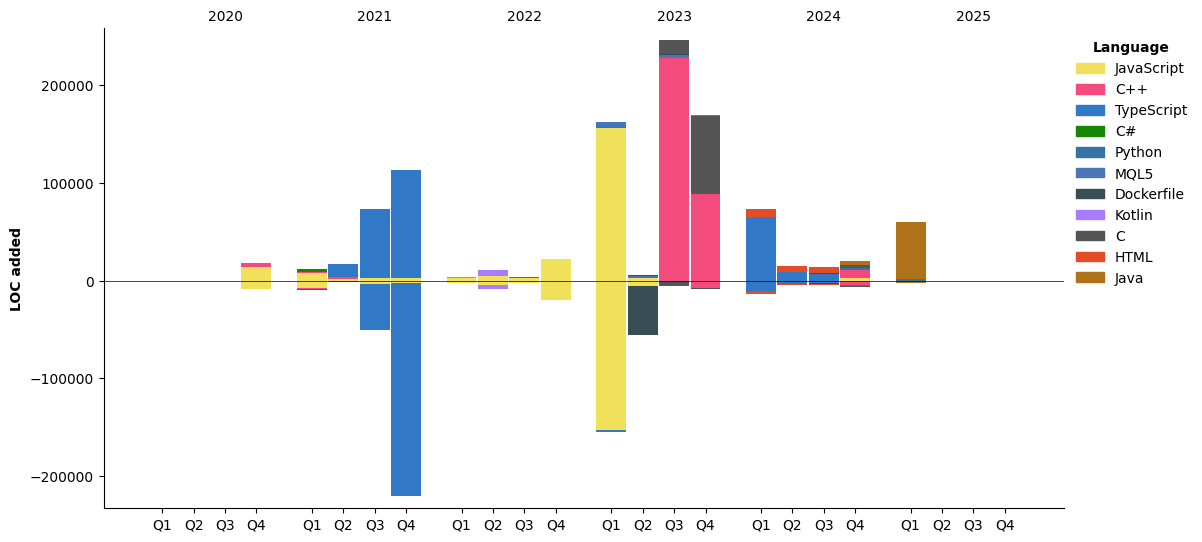 2020 2021 2022 2023 2024 2025
Language
JavaScript
C++
TypeScript
C#
Python
MQL5
Dockerfile
Kotlin
C
HTML
Java
LOC added
200000
100000
0
−100000
−200000
Q1 Q2 Q3 Q4 Q1 Q2 Q3 Q4 Q1 Q2 Q3 Q4 Q1 Q2 Q3 Q4 Q1 Q2 Q3 Q4 Q1 Q2 Q3 Q4